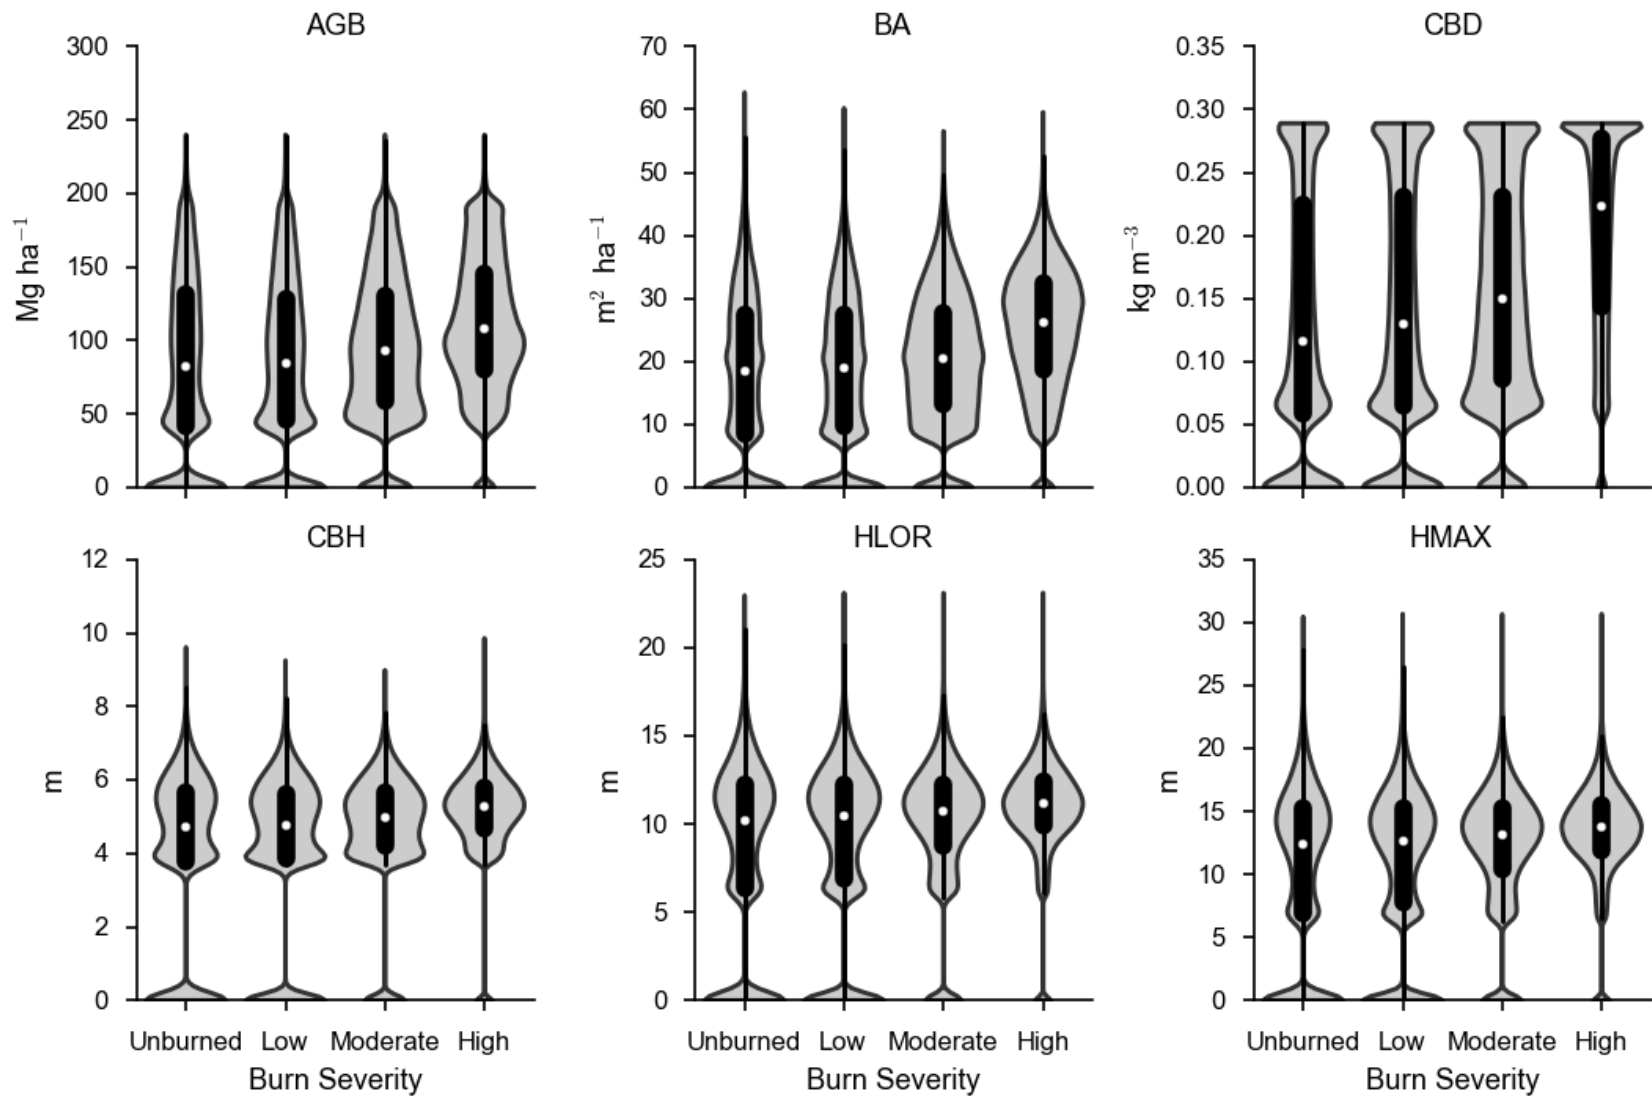 AGB
BA
CBD
300
250
200
150
100
50
0
Mg ha⁻¹
70
60
50
40
30
20
10
0
m² ha⁻¹
0.35
0.30
0.25
0.20
0.15
0.10
0.05
0.00
kg m⁻³
CBH
HLOR
HMAX
12
10
8
6
4
2
0
m
25
20
15
10
5
0
m
35
30
25
20
15
10
5
0
m
Unburned Low Moderate High
Burn Severity
Unburned Low Moderate High
Burn Severity
Unburned Low Moderate High
Burn Severity